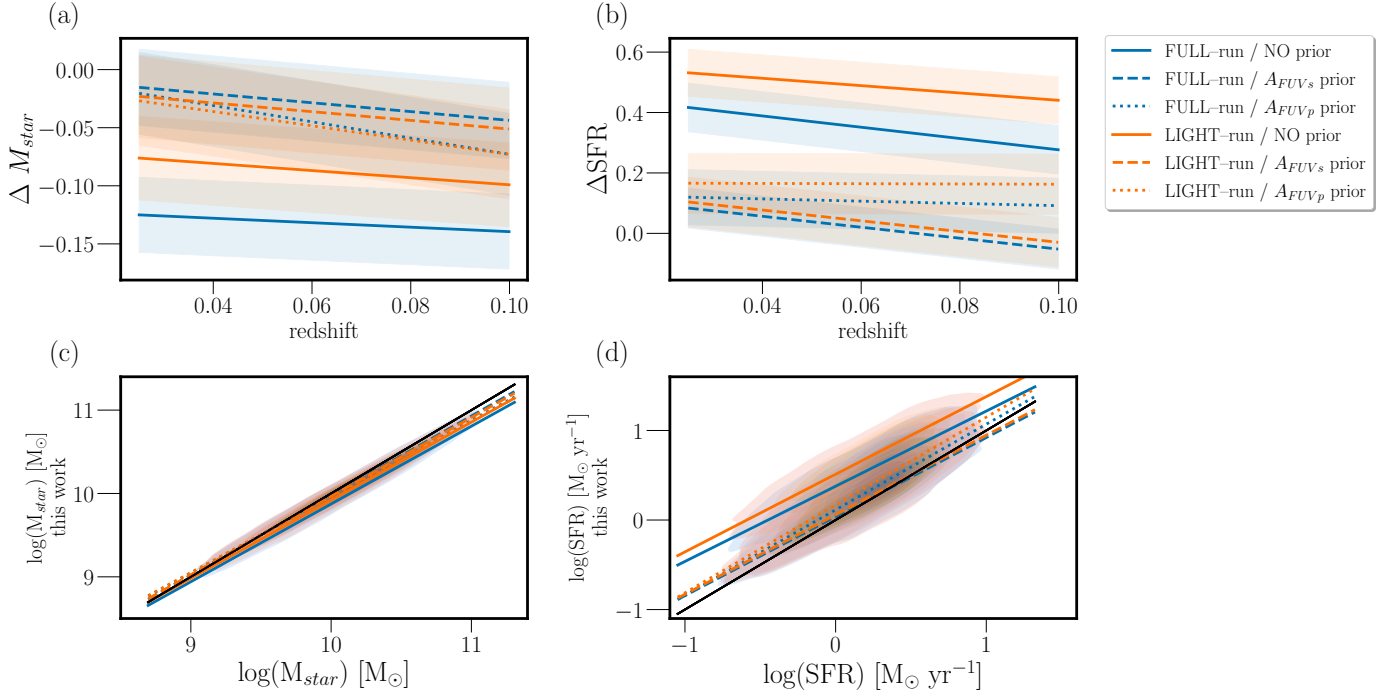 (a)
0.00
−0.05
−0.10
−0.15
Δ M_star
0.04 0.06 0.08 0.10
redshift
(b)
0.6
0.4
0.2
0.0
ΔSFR
0.04 0.06 0.08 0.10
redshift
FULL–run / NO prior
FULL–run / A_FUVs prior
FULL–run / A_FUVp prior
LIGHT–run / NO prior
LIGHT–run / A_FUVs prior
LIGHT–run / A_FUVp prior
(c)
11
10
9
log(M_star) [M_⊙]
this work
9 10 11
log(M_star) [M_⊙]
(d)
1
0
−1
log(SFR) [M_⊙ yr⁻¹]
this work
−1 0 1
log(SFR) [M_⊙ yr⁻¹]